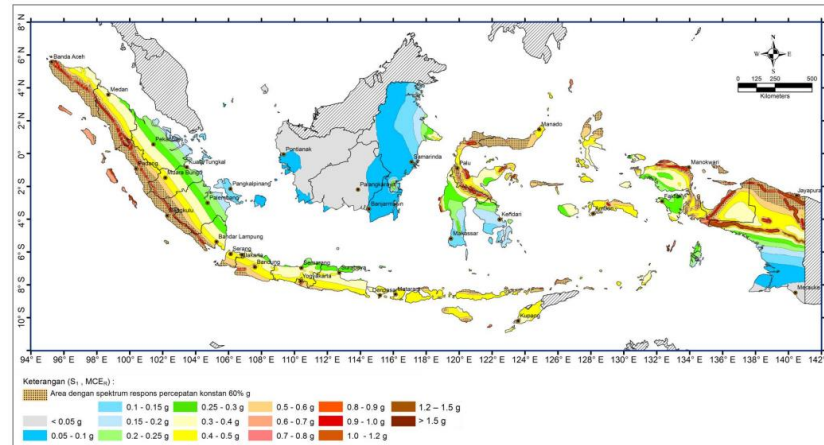 8° N
6° N
4° N
2° N
0°
2° S
4° S
6° S
8° S
10° S
94° E 96° E 98° E 100° E 102° E 104° E 106° E 108° E 110° E 112° E 114° E 116° E 118° E 120° E 122° E 124° E 126° E 128° E 130° E 132° E 134° E 136° E 138° E 140° E 142° E
N
W E
S
0 125 250 500
Kilometers
Banda Aceh
Medan
Pekanbaru
Padang
Kuala Tungkal
Muara Bungo
Pangkalpinang
Palembang
Bengkulu
Bandar Lampung
Serang
Jakarta
Bandung
Semarang
Surabaya
Yogyakarta
Denpasar
Mataram
Kupang
Pontianak
Samarinda
Palangkaraya
Banjarmasin
Manado
Palu
Kendari
Makassar
Ambon
Manokwari
Jayapura
Merauke
Keterangan (S₁ , MCEᵣ) :
Area dengan spektrum respons percepatan konstan 60% g
0.1 - 0.15 g 0.25 - 0.3 g 0.5 - 0.6 g 0.8 - 0.9 g 1.2 – 1.5 g
< 0.05 g 0.15 - 0.2 g 0.3 - 0.4 g 0.6 - 0.7 g 0.9 - 1.0 g > 1.5 g
0.05 - 0.1 g 0.2 - 0.25 g 0.4 - 0.5 g 0.7 - 0.8 g 1.0 - 1.2 g